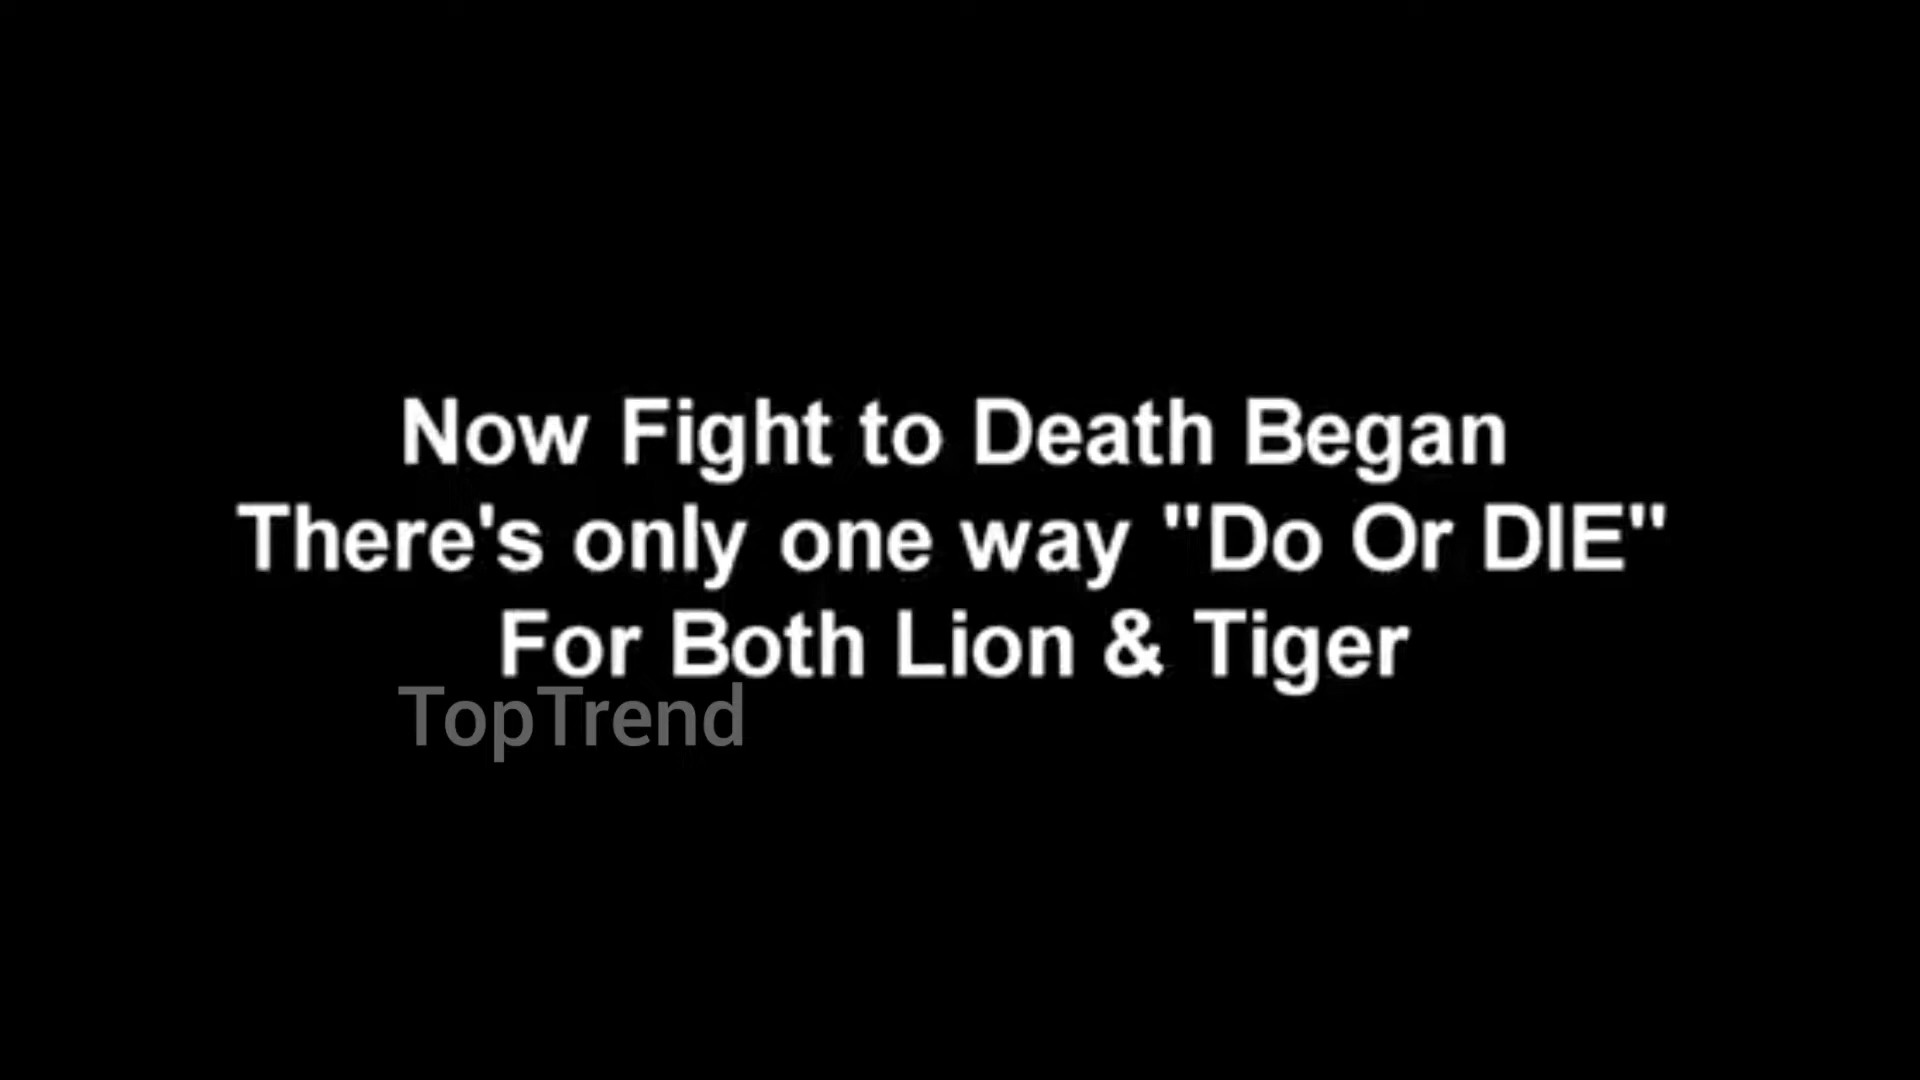 Now Fight to Death Began
There's only one way "Do Or DIE"
For Both Lion & Tiger
TopTrend